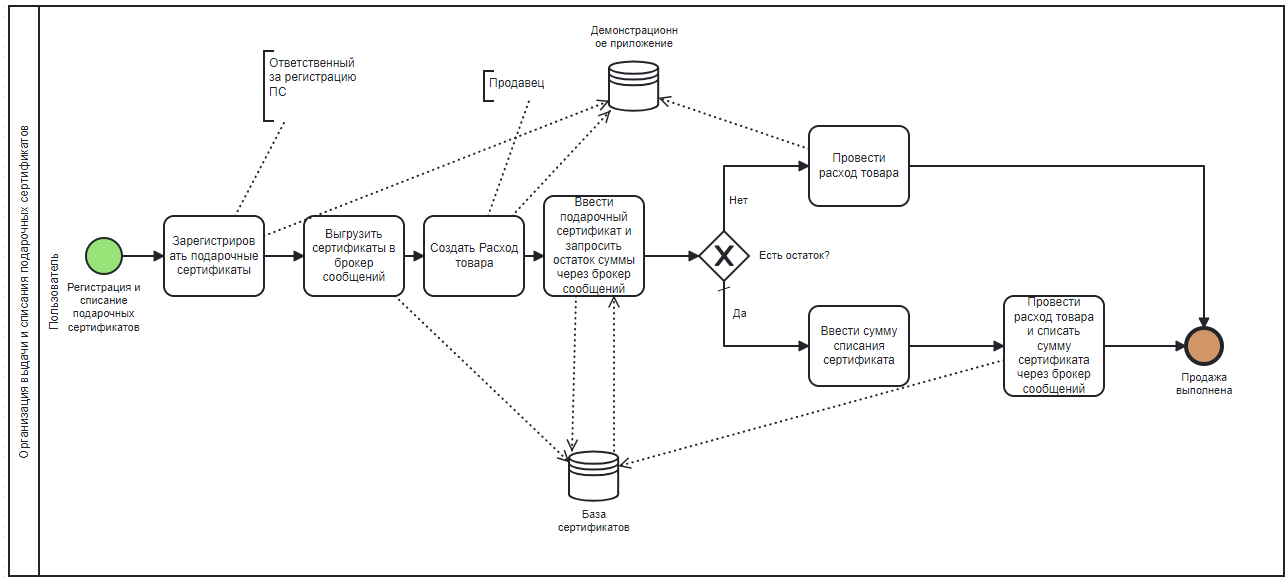 Организация выдачи и списания подарочных сертификатов
Пользователь
Регистрация и
списание
подарочных
сертификатов
Ответственный
за регистрацию
ПС
Зарегистриров
ать подарочные
сертификаты
Выгрузить
сертификаты в
брокер
сообщений
Продавец
Создать Расход
товара
Демонстрационн
ое приложение
Ввести
подарочный
сертификат и
запросить
остаток суммы
через брокер
сообщений
База
сертификатов
Есть остаток?
Нет
Провести
расход товара
Да
Ввести сумму
списания
сертификата
Провести
расход товара
и списать
сумму
сертификата
через брокер
сообщений
Продажа
выполнена